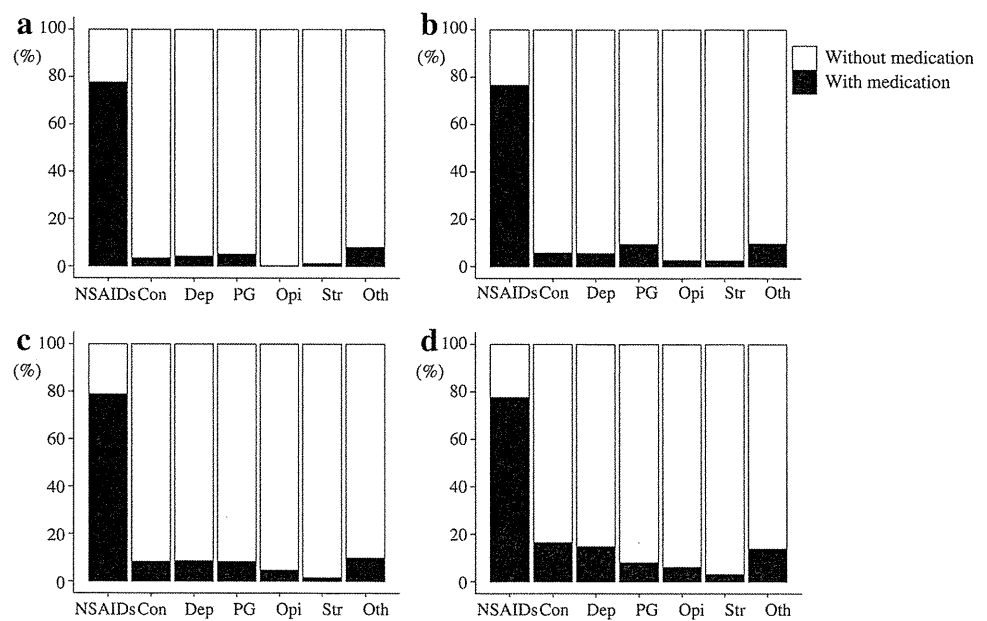 a
(%)
100
80
60
40
20
0
NSAIDs Con Dep PG Opi Str Oth
b
(%)
100
80
60
40
20
0
NSAIDs Con Dep PG Opi Str Oth
Without medication
With medication
c
(%)
100
80
60
40
20
0
NSAIDs Con Dep PG Opi Str Oth
d
(%)
100
80
60
40
20
0
NSAIDs Con Dep PG Opi Str Oth